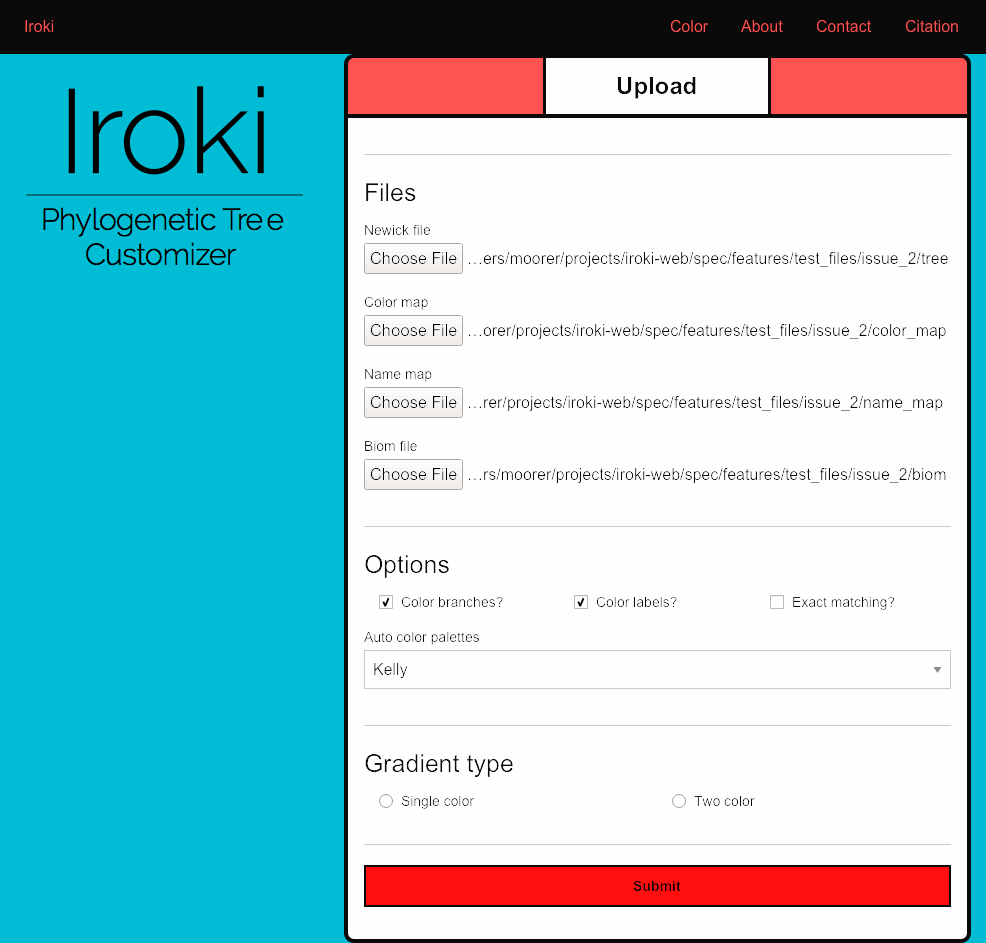 Iroki
Color
About
Contact
Citation
Iroki
Phylogenetic Tree
Customizer
Upload
Files
Newick file
Choose File …ers/moorer/projects/iroki-web/spec/features/test_files/issue_2/tree
Color map
Choose File …orer/projects/iroki-web/spec/features/test_files/issue_2/color_map
Name map
Choose File …rer/projects/iroki-web/spec/features/test_files/issue_2/name_map
Biom file
Choose File …rs/moorer/projects/iroki-web/spec/features/test_files/issue_2/biom
Options
Color branches?
Color labels?
Exact matching?
Auto color palettes
Kelly
Gradient type
Single color
Two color
Submit